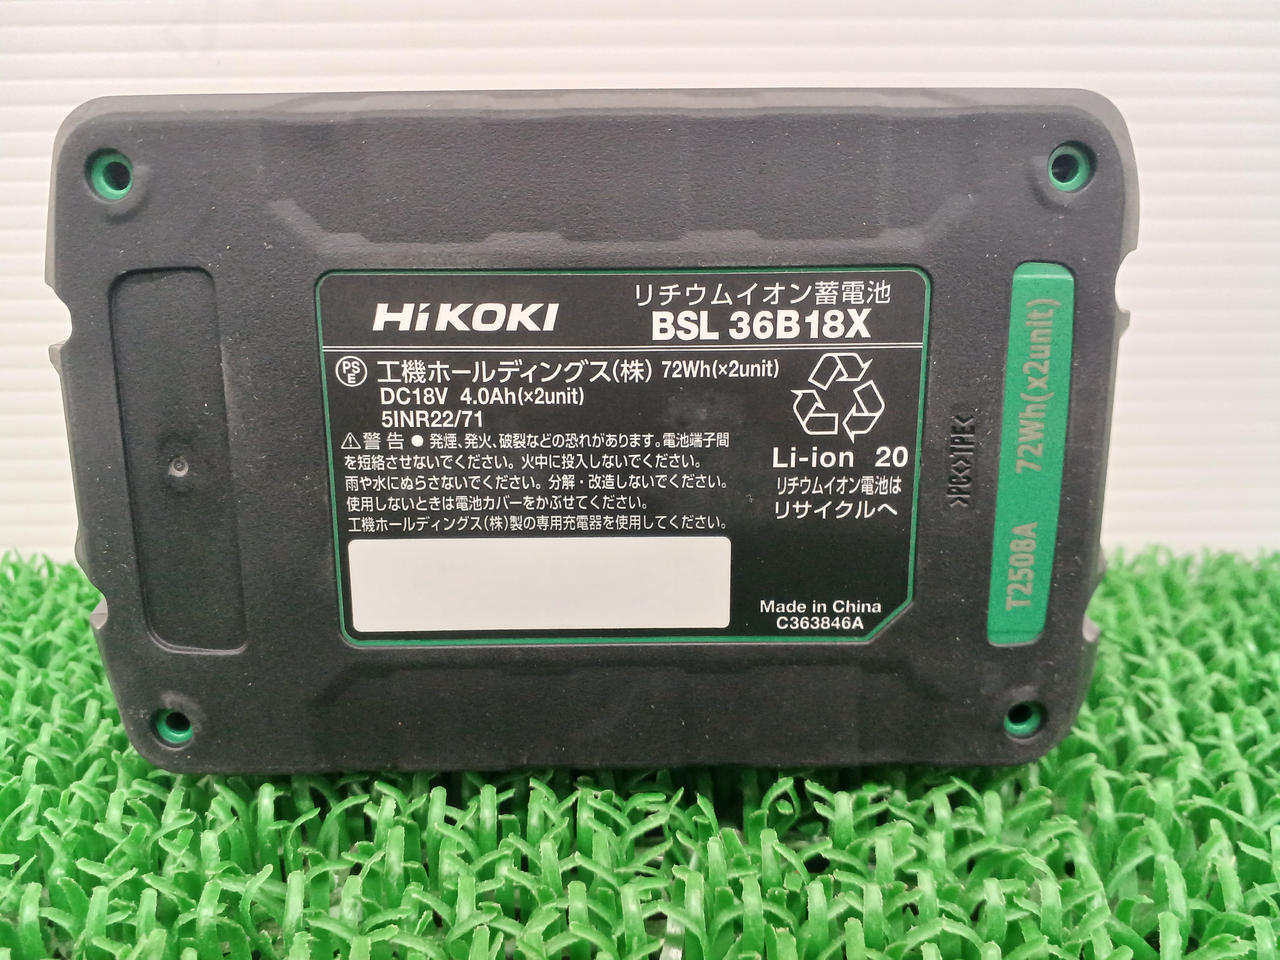 HiKOKI
リチウムイオン蓄電池
BSL 36B18X
PS
E
工機ホールディングス(株) 72Wh(×2unit)
DC18V 4.0Ah(×2unit)
5INR22/71
⚠警告 ● 発煙、発火、破裂などの恐れがあります。電池端子間
を短絡させないでください。火中に投入しないでください。
雨や水にぬらさないでください。分解・改造しないでください。
使用しないときは電池カバーをかぶせてください。
工機ホールディングス(株)製の専用充電器を使用してください。
Li-ion 20
リチウムイオン電池は
リサイクルへ
Made in China
C363846A
>PC<>TPE<
T2508A 72Wh(x2unit)